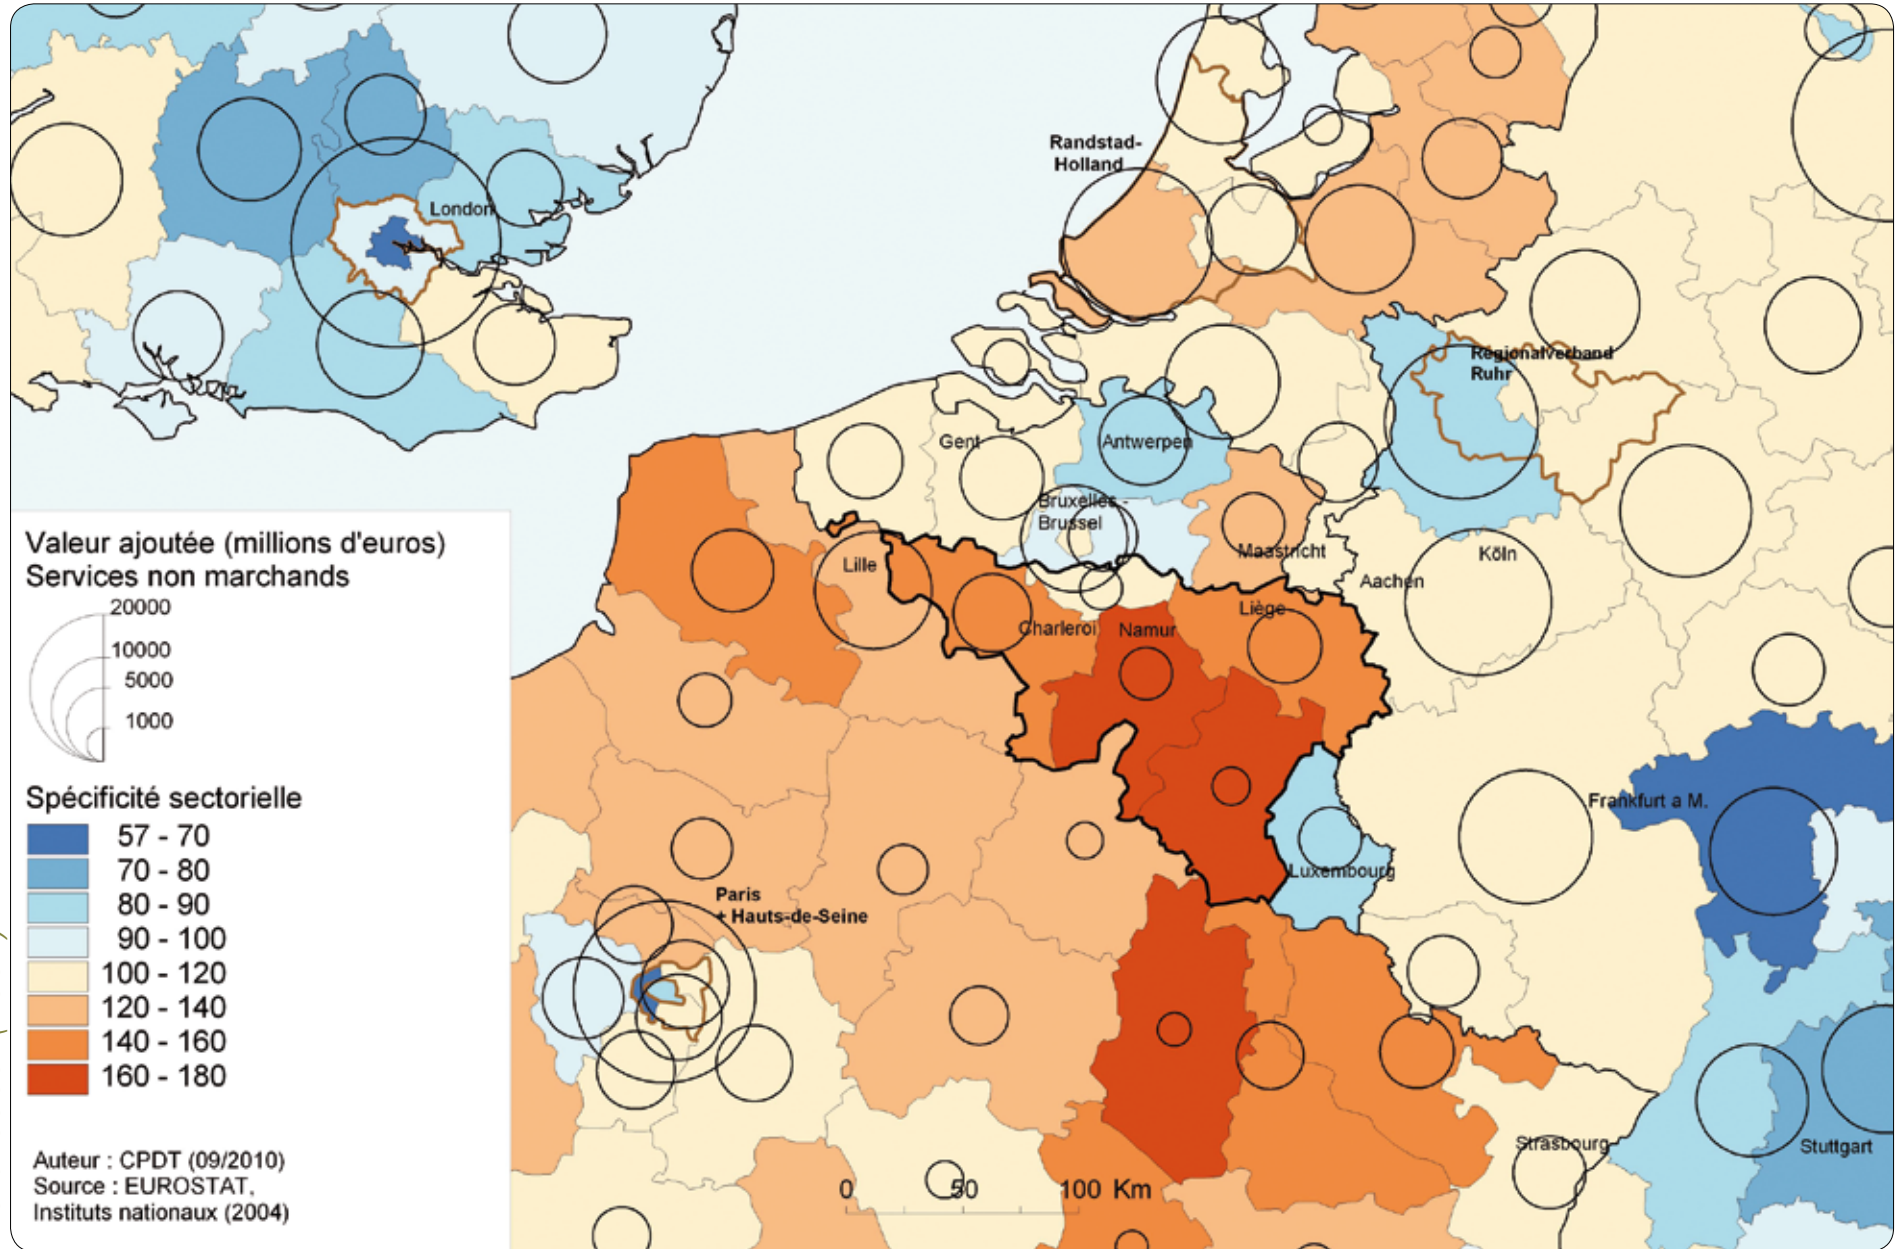 Randstad-
Holland
London
Regionalverband
Ruhr
Gent
Antwerpen
Bruxelles -
Brussel
Maastricht
Köln
Aachen
Lille
Liège
Charleroi
Namur
Frankfurt a M.
Luxembourg
Paris
+ Hauts-de-Seine
Strasbourg
Stuttgart
Valeur ajoutée (millions d'euros)
Services non marchands
20000
10000
5000
1000
Spécificité sectorielle
57 - 70
70 - 80
80 - 90
90 - 100
100 - 120
120 - 140
140 - 160
160 - 180
Auteur : CPDT (09/2010)
Source : EUROSTAT,
Instituts nationaux (2004)
0 50 100 Km